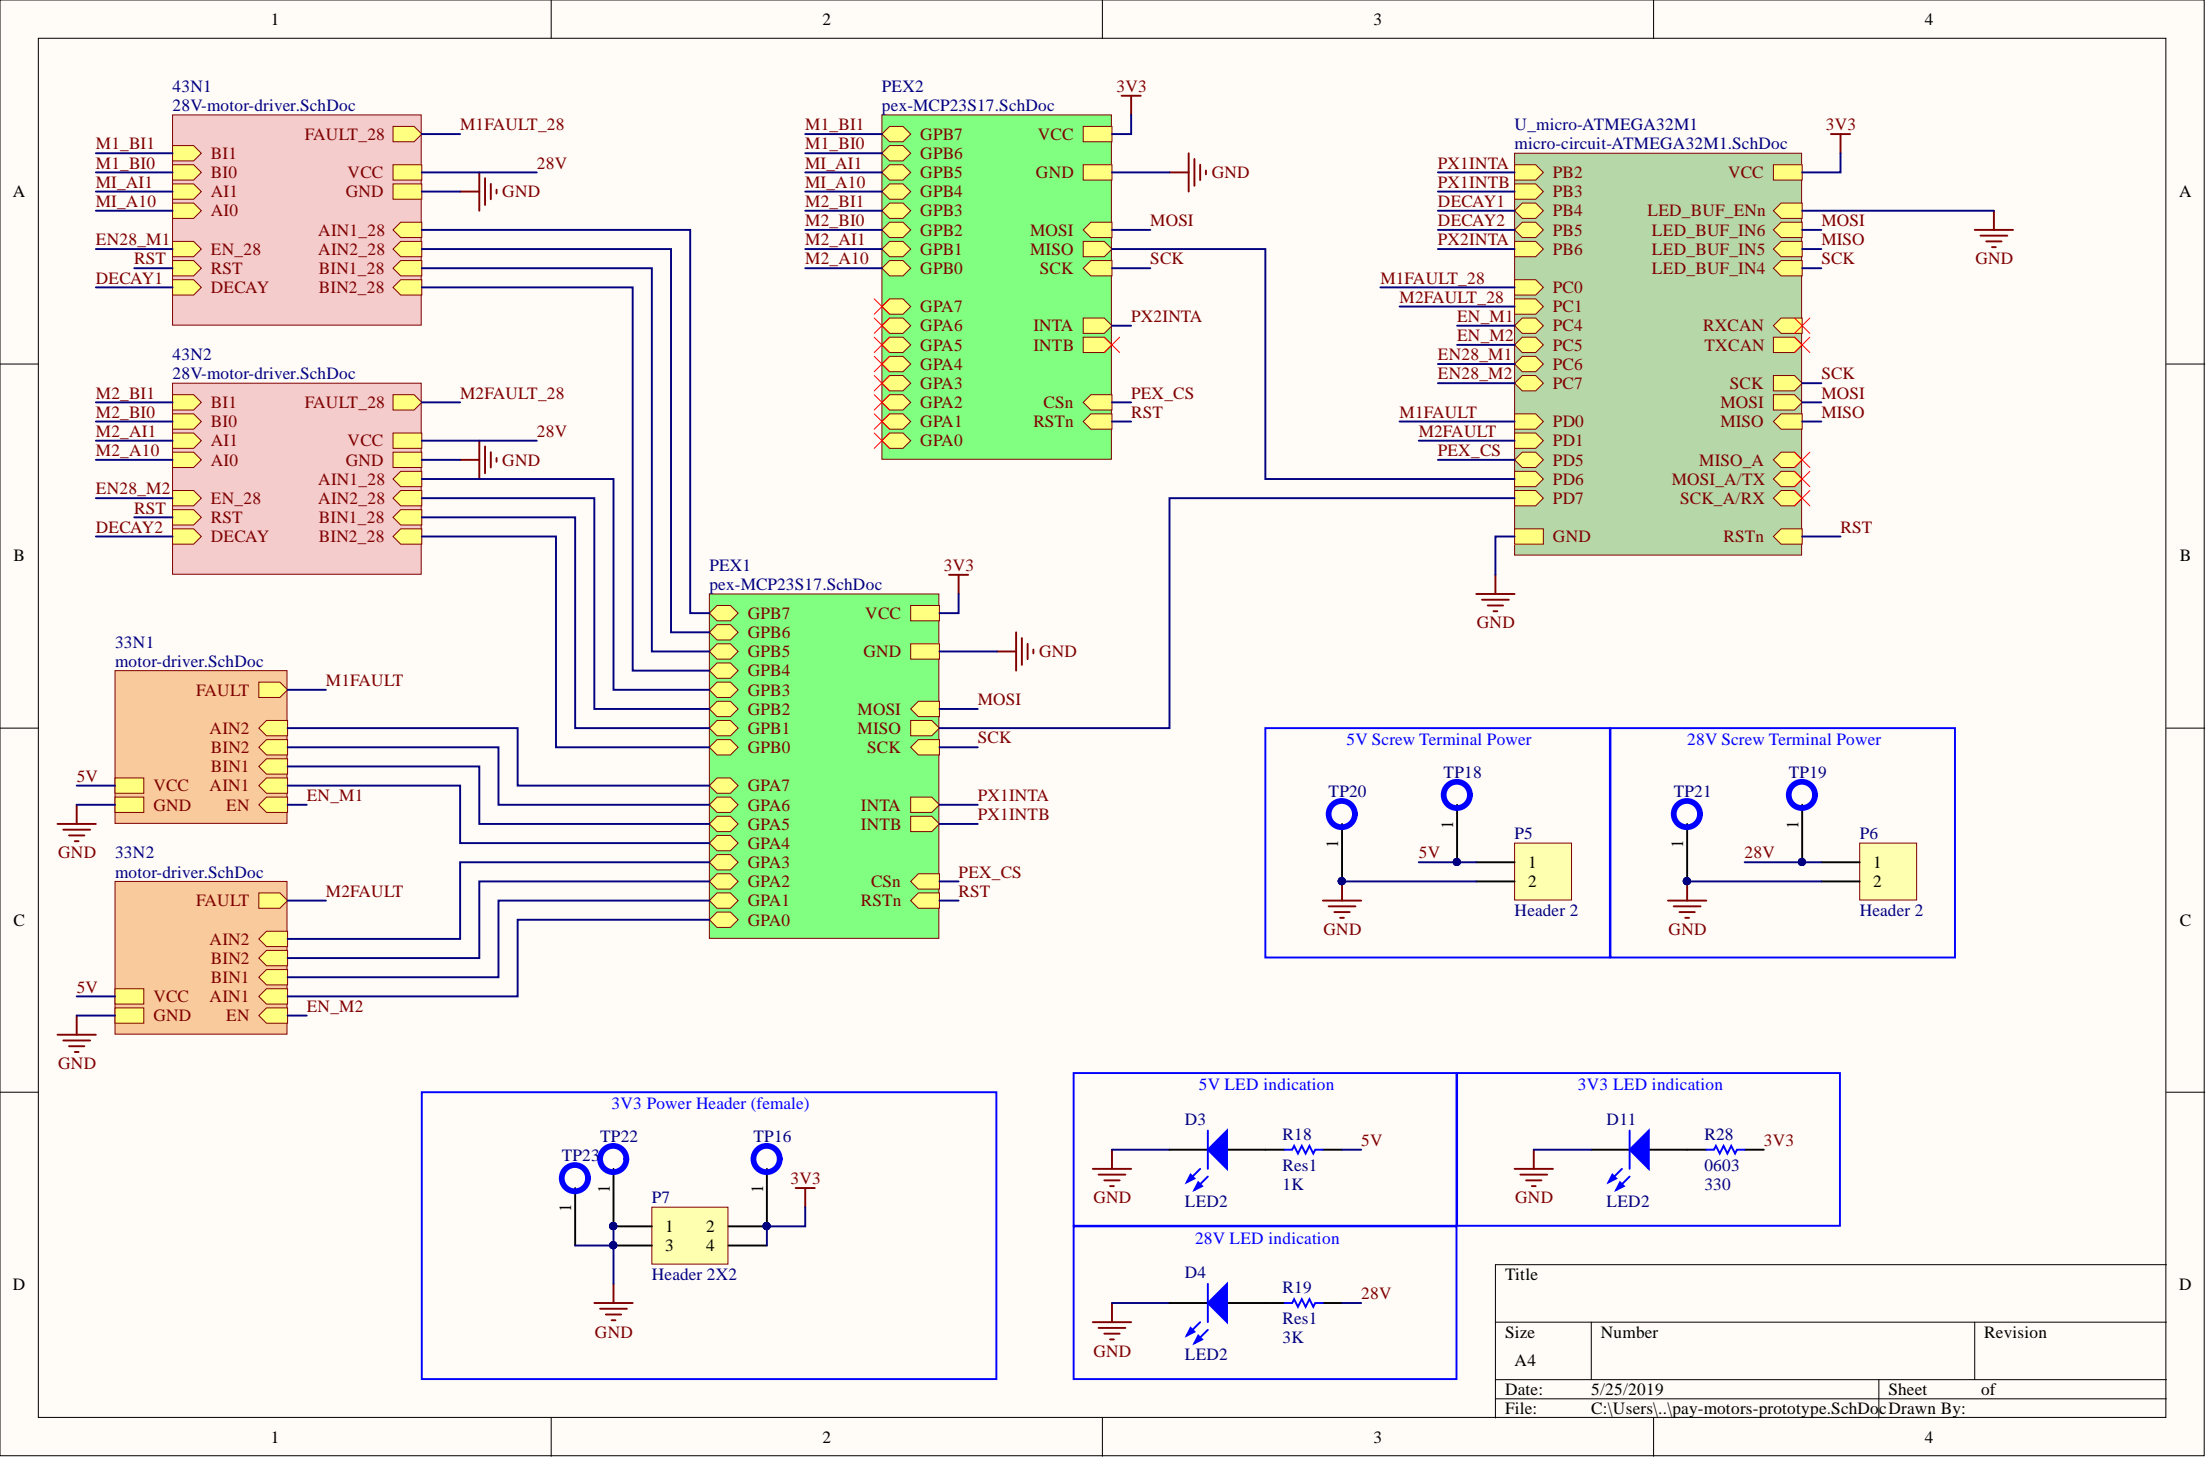 1 2 3 4
A
B
C
D
A
B
C
D
43N1
28V-motor-driver.SchDoc
M1_BI1
M1_BI0
MI_AI1
MI_A10
EN28_M1
RST
DECAY1
BI1
BI0
AI1
AI0
EN_28
RST
DECAY
FAULT_28
VCC
GND
AIN1_28
AIN2_28
BIN1_28
BIN2_28
M1FAULT_28
28V
GND
43N2
28V-motor-driver.SchDoc
M2_BI1
M2_BI0
M2_AI1
M2_A10
EN28_M2
RST
DECAY2
BI1
BI0
AI1
AI0
EN_28
RST
DECAY
FAULT_28
VCC
GND
AIN1_28
AIN2_28
BIN1_28
BIN2_28
M2FAULT_28
28V
GND
33N1
motor-driver.SchDoc
FAULT
AIN2
BIN2
BIN1
AIN1
EN
VCC
GND
5V
GND
M1FAULT
EN_M1
33N2
motor-driver.SchDoc
FAULT
AIN2
BIN2
BIN1
AIN1
EN
VCC
GND
5V
GND
M2FAULT
EN_M2
PEX2
pex-MCP23S17.SchDoc
M1_BI1
M1_BI0
MI_AI1
MI_A10
M2_BI1
M2_BI0
M2_AI1
M2_A10
GPB7
GPB6
GPB5
GPB4
GPB3
GPB2
GPB1
GPB0
GPA7
GPA6
GPA5
GPA4
GPA3
GPA2
GPA1
GPA0
VCC
GND
MOSI
MISO
SCK
INTA
INTB
CSn
RSTn
3V3
GND
MOSI
SCK
PX2INTA
PEX_CS
RST
PEX1
pex-MCP23S17.SchDoc
GPB7
GPB6
GPB5
GPB4
GPB3
GPB2
GPB1
GPB0
GPA7
GPA6
GPA5
GPA4
GPA3
GPA2
GPA1
GPA0
VCC
GND
MOSI
MISO
SCK
INTA
INTB
CSn
RSTn
3V3
GND
MOSI
SCK
PX1INTA
PX1INTB
PEX_CS
RST
U_micro-ATMEGA32M1
micro-circuit-ATMEGA32M1.SchDoc
PX1INTA
PX1INTB
DECAY1
DECAY2
PX2INTA
M1FAULT_28
M2FAULT_28
EN_M1
EN_M2
EN28_M1
EN28_M2
M1FAULT
M2FAULT
PEX_CS
PB2
PB3
PB4
PB5
PB6
PC0
PC1
PC4
PC5
PC6
PC7
PD0
PD1
PD5
PD6
PD7
GND
VCC
LED_BUF_ENn
LED_BUF_IN6
LED_BUF_IN5
LED_BUF_IN4
RXCAN
TXCAN
SCK
MOSI
MISO
MISO_A
MOSI_A/TX
SCK_A/RX
RSTn
3V3
MOSI
MISO
SCK
GND
SCK
MOSI
MISO
RST
GND
5V Screw Terminal Power
TP20
TP18
1
1
5V
P5
1
2
Header 2
GND
28V Screw Terminal Power
TP21
TP19
1
1
28V
P6
1
2
Header 2
GND
3V3 Power Header (female)
TP23
TP22
TP16
1
1
1
3V3
P7
1 2
3 4
Header 2X2
GND
5V LED indication
D3
R18
5V
Res1
1K
GND
LED2
3V3 LED indication
D11
R28
3V3
0603
330
GND
LED2
28V LED indication
D4
R19
28V
Res1
3K
GND
LED2
Title
Size
A4
Number
Revision
Date: 5/25/2019
Sheet of
File: C:\Users\..\pay-motors-prototype.SchDoc
Drawn By:
1 2 3 4